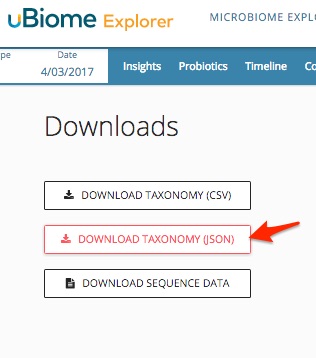 uBiome Explorer
MICROBIOME EXPLO
pe
Date
4/03/2017
Insights Probiotics Timeline Co
Downloads
DOWNLOAD TAXONOMY (CSV)
DOWNLOAD TAXONOMY (JSON)
DOWNLOAD SEQUENCE DATA